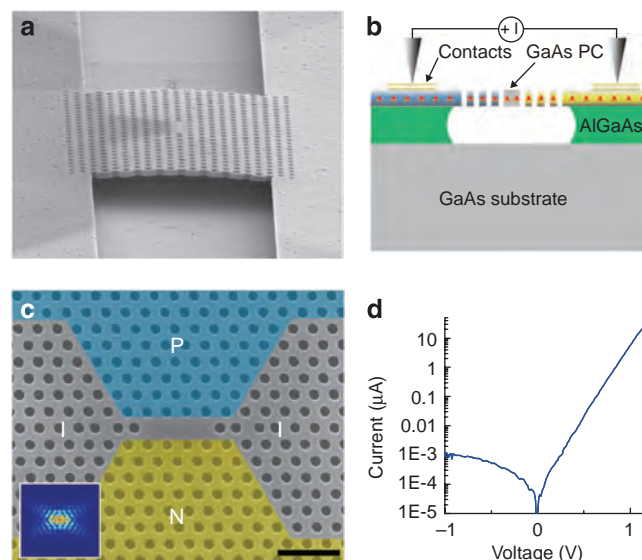 a
b
+ I
Contacts
GaAs PC
AlGaAs
GaAs substrate
c
P
I
I
N
d
Current (μA)
10
1
0.1
0.01
1E-3
1E-4
1E-5
–1
0
1
Voltage (V)